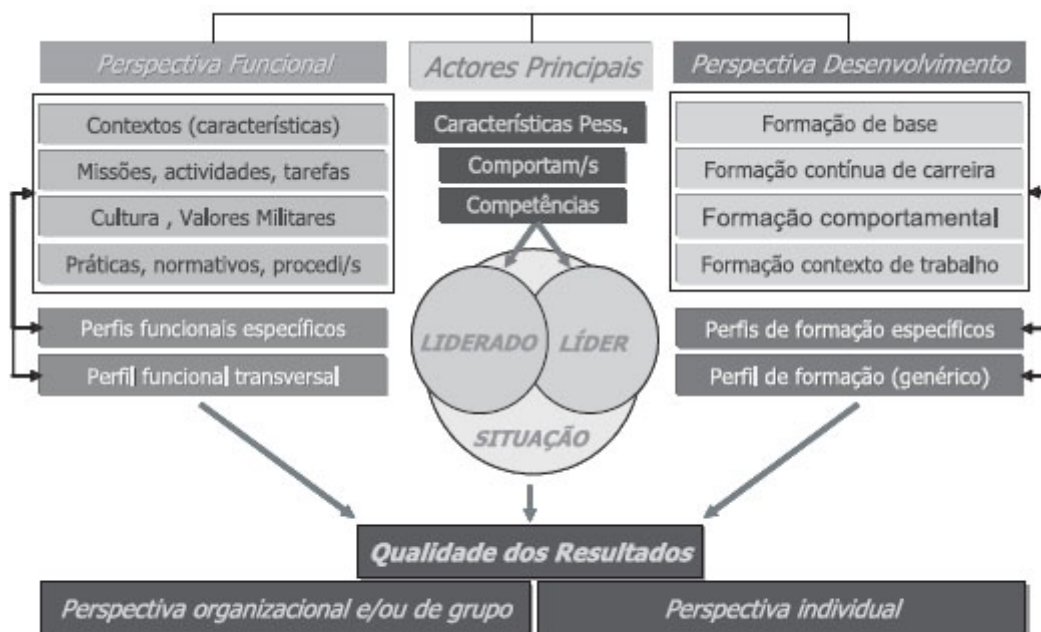 Perspectiva Funcional
Contextos (características)
Missões, actividades, tarefas
Cultura , Valores Militares
Práticas, normativos, procedi/s
Perfis funcionais específicos
Perfil funcional transversal
Actores Principais
Características Pess.
Comportam/s
Competências
LIDERADO
LÍDER
SITUAÇÃO
Perspectiva Desenvolvimento
Formação de base
Formação contínua de carreira
Formação comportamental
Formação contexto de trabalho
Perfis de formação específicos
Perfil de formação (genérico)
Qualidade dos Resultados
Perspectiva organizacional e/ou de grupo
Perspectiva individual